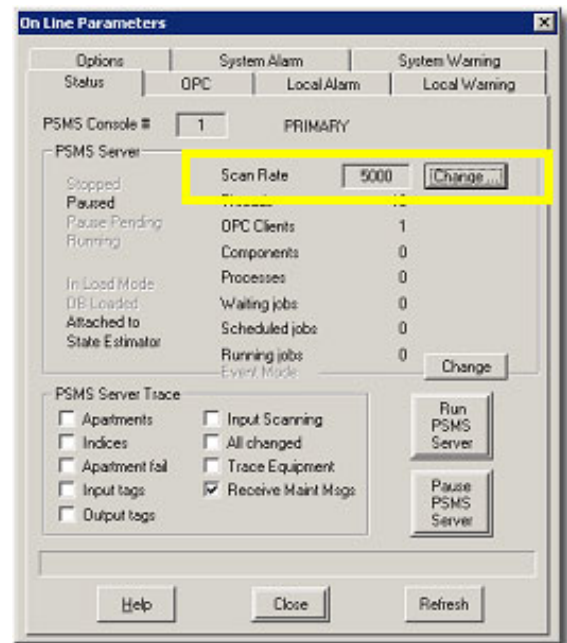 On Line Parameters
Options System Alarm System Warning
Status OPC Local Alarm Local Warning
PSMS Console # 1 PRIMARY
PSMS Server
Scan Rate 5000 Change ...
Stopped
Paused
Pause Pending
Running
OPC Clients 1
Components 0
In Load Mode
Processes 0
DB Loaded
Waiting jobs 0
Attached to
State Estimator
Scheduled jobs 0
Running jobs 0
Event Mode
Change
PSMS Server Trace
Apartments Input Scanning
Indices All changed
Apartment fail Trace Equipment
Input tags Receive Maint Msgs
Output tags
Run
PSMS
Server
Pause
PSMS
Server
Help Close Refresh